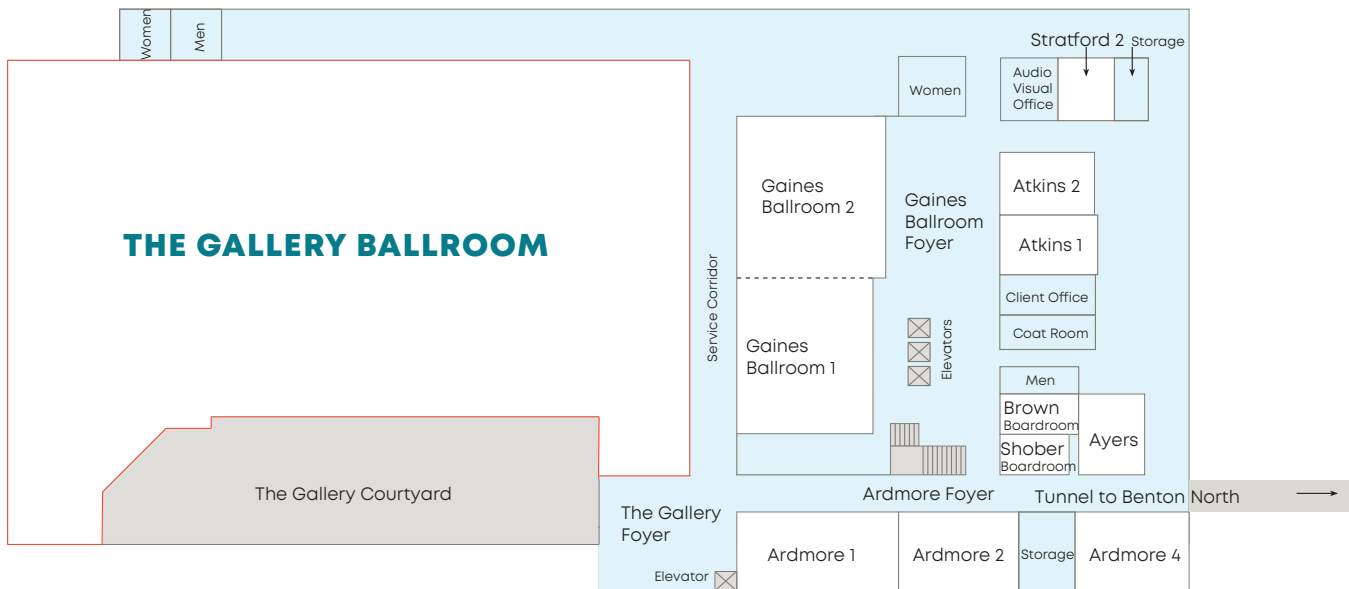 Women
Men
Stratford 2
Storage
Audio
Visual
Office
Women
Gaines
Ballroom 2
Gaines
Ballroom
Foyer
Atkins 2
THE GALLERY BALLROOM
Atkins 1
Service Corridor
Client Office
Gaines
Ballroom 1
Elevators
Coat Room
Men
Brown
Boardroom
Ayers
Shober
Boardroom
The Gallery Courtyard
Ardmore Foyer
Tunnel to Benton North
The Gallery
Foyer
Ardmore 1
Ardmore 2
Storage
Ardmore 4
Elevator